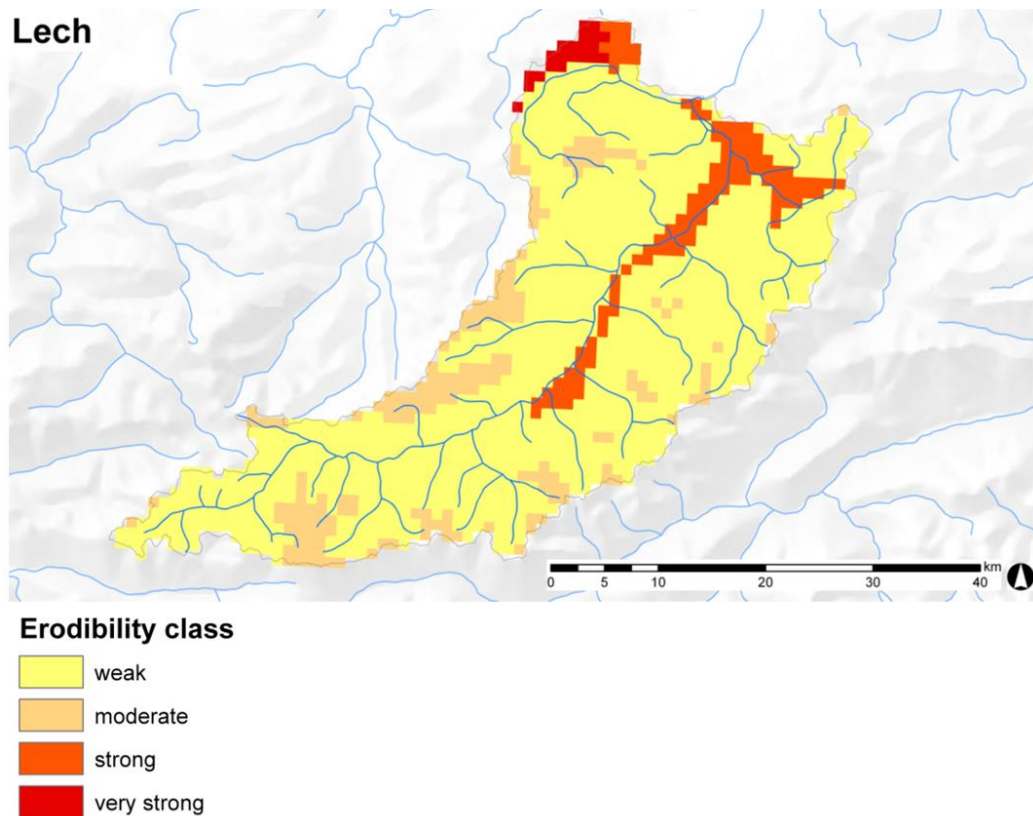 Lech
km
0 5 10 20 30 40
Erodibility class
weak
moderate
strong
very strong